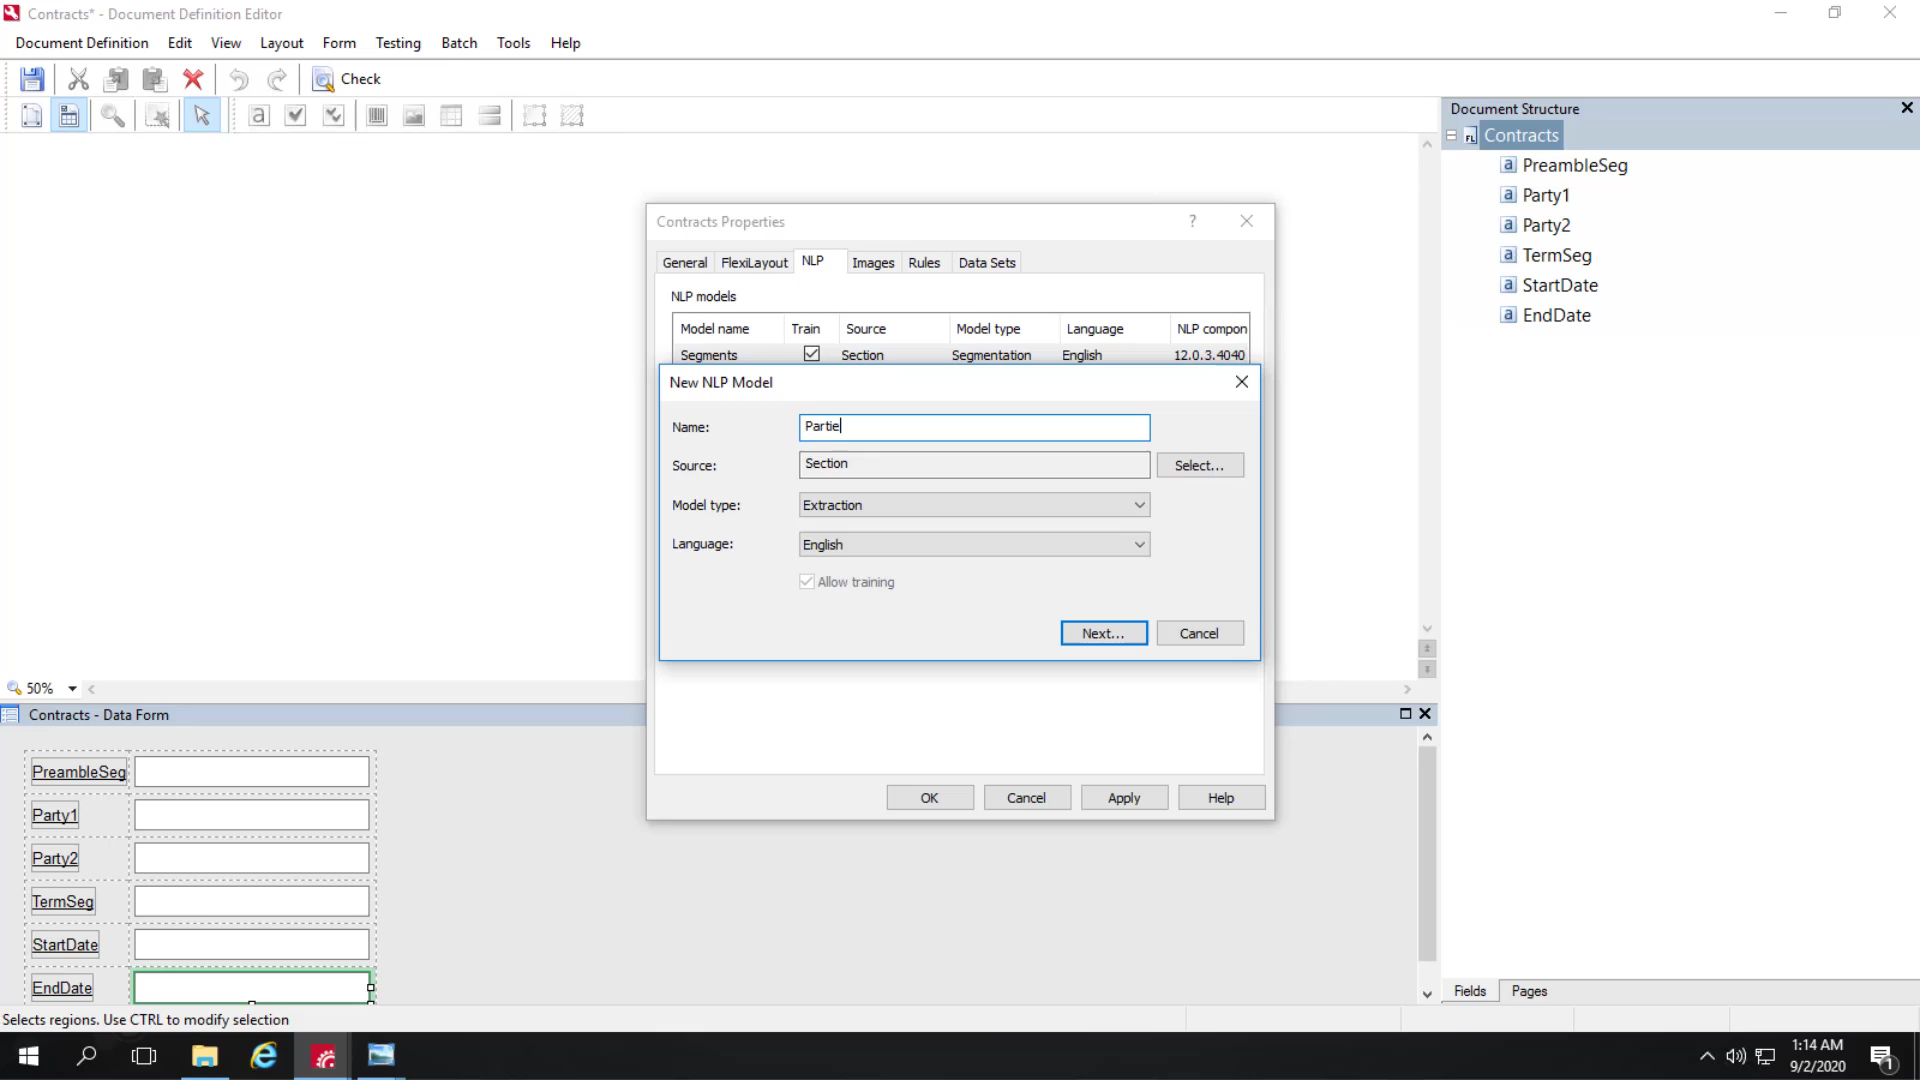 Contracts* - Document Definition Editor
Document Definition Edit View Layout Form Testing Batch Tools Help
Check
Document Structure
FL Contracts
a PreambleSeg
a Party1
a Party2
a TermSeg
a StartDate
a EndDate
Contracts Properties
General FlexiLayout NLP Images Rules Data Sets
NLP models
Model name Train Source Model type Language NLP compon
Segments Section Segmentation English 12.0.3.4040
New NLP Model
Name: Partie
Source: Section Select...
Model type: Extraction
Language: English
Allow training
Next... Cancel
OK Cancel Apply Help
50%
Contracts - Data Form
PreambleSeg
Party1
Party2
TermSeg
StartDate
EndDate
Fields Pages
Selects regions. Use CTRL to modify selection
1:14 AM
9/2/2020
1